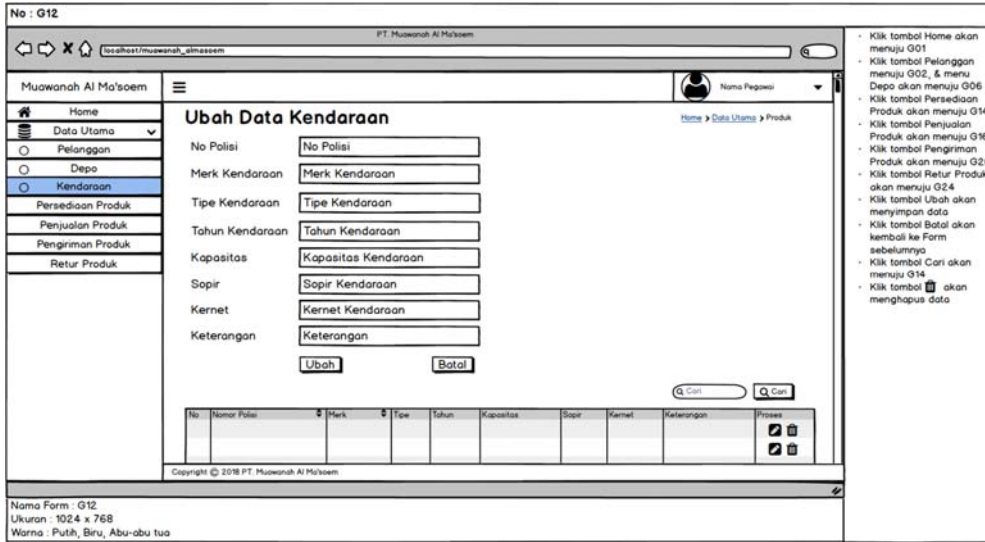 No : G12
PT. Muawanah Al Ma'soem
localhost/muawanah_almasoem
Muawanah Al Ma'soem
Nama Pegawai
Home
Data Utama
Pelanggan
Depo
Kendaraan
Persediaan Produk
Penjualan Produk
Pengiriman Produk
Retur Produk
Ubah Data Kendaraan
Home > Data Utama > Produk
No Polisi No Polisi
Merk Kendaraan Merk Kendaraan
Tipe Kendaraan Tipe Kendaraan
Tahun Kendaraan Tahun Kendaraan
Kapasitas Kapasitas Kendaraan
Sopir Sopir Kendaraan
Kernet Kernet Kendaraan
Keterangan Keterangan
Ubah Batal
Cari Cari
No Nomor Polisi Merk Tipe Tahun Kapasitas Sopir Kernet Keterangan Proses
Copyright © 2018 PT. Muawanah Al Ma'soem
Nama Form : G12
Ukuran : 1024 x 768
Warna : Putih, Biru, Abu-abu tua
· Klik tombol Home akan
menuju G01
· Klik tombol Pelanggan
menuju G02, & menu
Depo akan menuju G06
· Klik tombol Persediaan
Produk akan menuju G14
· Klik tombol Penjualan
Produk akan menuju G16
· Klik tombol Pengiriman
Produk akan menuju
· Klik tombol Retur Produk
akan menuju G24
· Klik tombol Ubah akan
menyimpan data
· Klik tombol Batal akan
kembali ke Form
sebelumnya
· Klik tombol Cari akan
menuju G14
· Klik tombol akan
menghapus data